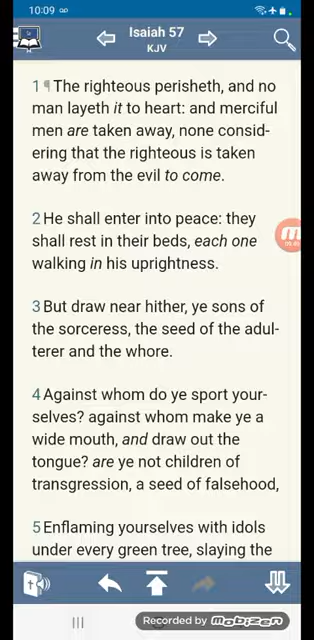 10:09
Isaiah 57
KJV
1 ¶ The righteous perisheth, and no
man layeth it to heart: and merciful
men are taken away, none consid-
ering that the righteous is taken
away from the evil to come.
2 He shall enter into peace: they
shall rest in their beds, each one
walking in his uprightness.
3 But draw near hither, ye sons of
the sorceress, the seed of the adul-
terer and the whore.
4 Against whom do ye sport your-
selves? against whom make ye a
wide mouth, and draw out the
tongue? are ye not children of
transgression, a seed of falsehood,
5 Enflaming yourselves with idols
under every green tree, slaying the
Recorded by mobizen